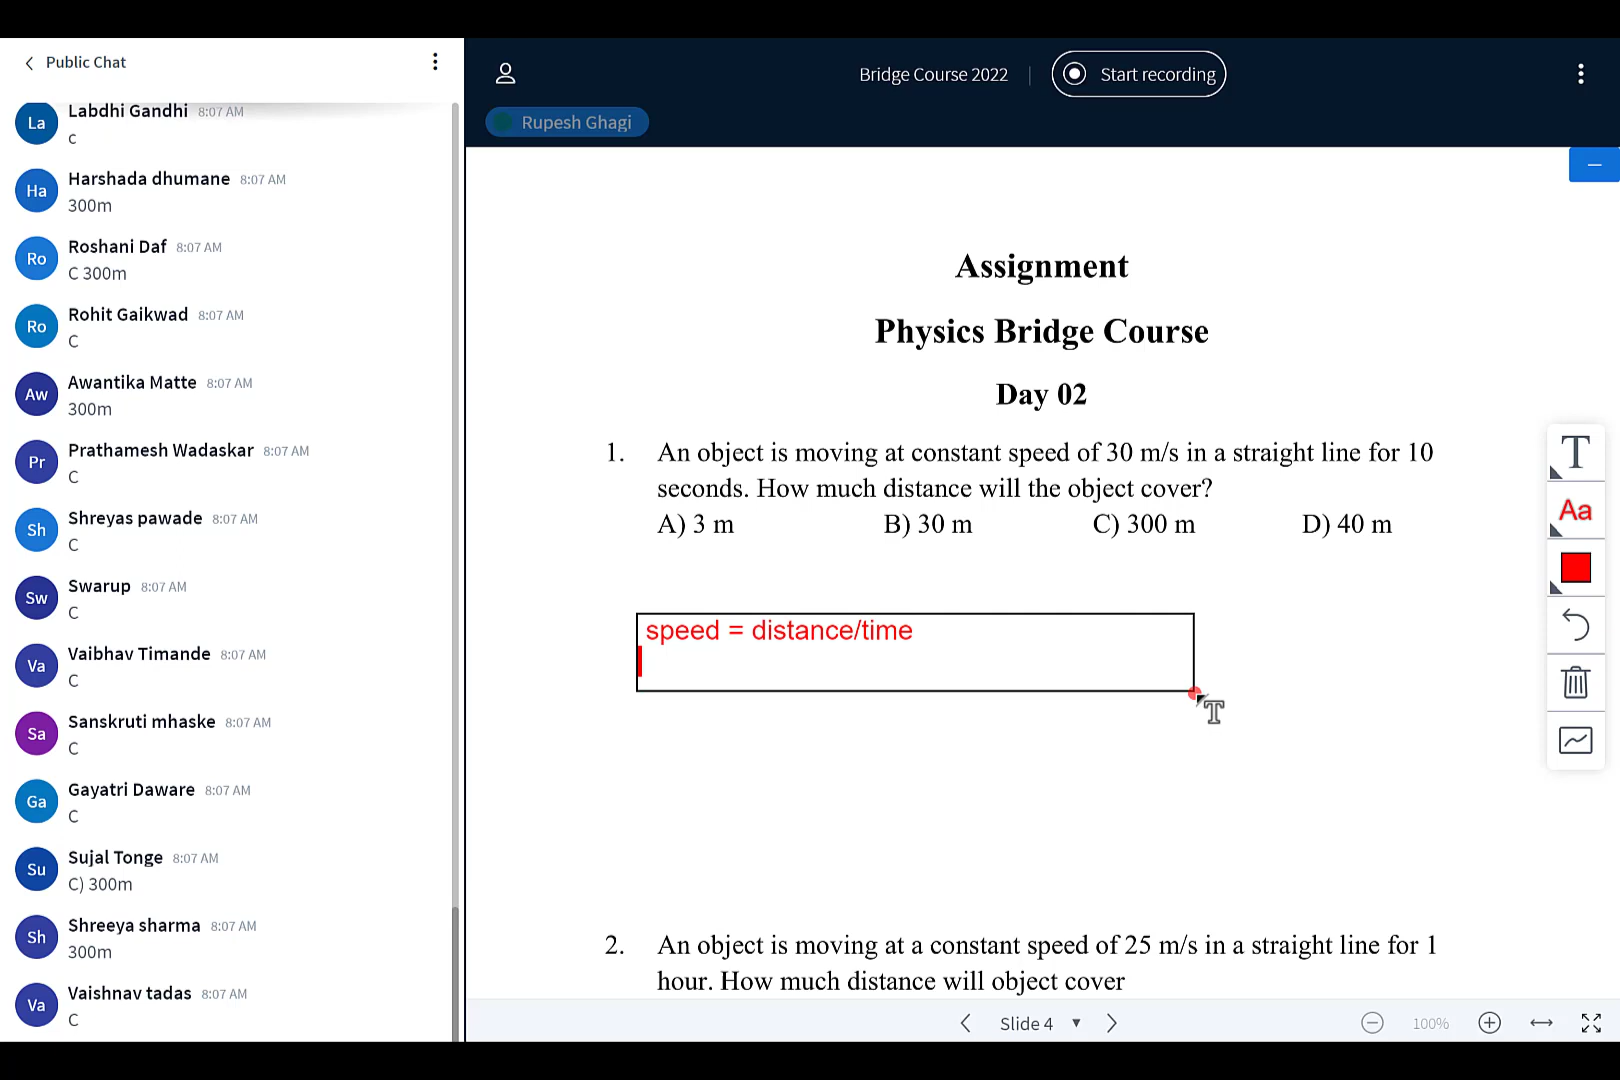 Public Chat
Labdhi Gandhi 8:07 AM
La
c
Harshada dhumane 8:07 AM
Ha
300m
Roshani Daf 8:07 AM
Ro
C 300m
Rohit Gaikwad 8:07 AM
Ro
C
Awantika Matte 8:07 AM
Aw
300m
Prathamesh Wadaskar 8:07 AM
Pr
C
Shreyas pawade 8:07 AM
Sh
C
Swarup 8:07 AM
Sw
C
Vaibhav Timande 8:07 AM
Va
C
Sanskruti mhaske 8:07 AM
Sa
C
Gayatri Daware 8:07 AM
Ga
C
Sujal Tonge 8:07 AM
Su
C) 300m
Shreeya sharma 8:07 AM
Sh
300m
Vaishnav tadas 8:07 AM
Va
C
Bridge Course 2022 | Start recording
Rupesh Ghagi
Assignment
Physics Bridge Course
Day 02
1. An object is moving at constant speed of 30 m/s in a straight line for 10
seconds. How much distance will the object cover?
A) 3 m B) 30 m C) 300 m D) 40 m
speed = distance/time
2. An object is moving at a constant speed of 25 m/s in a straight line for 1
hour. How much distance will object cover
T
Aa
Slide 4
100%